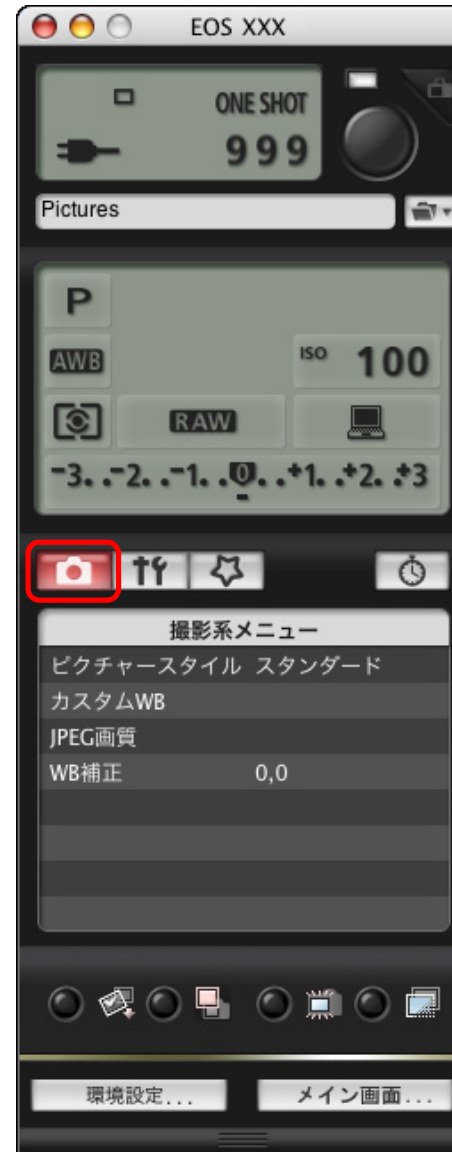 EOS XXX
ONE SHOT
999
Pictures
P
AWB
ISO 100
RAW
-3. .-2. .-1. .0. .+1. .+2. .+3
撮影系メニュー
ピクチャースタイル スタンダード
カスタムWB
JPEG画質
WB補正 0,0
環境設定...
メイン画面...